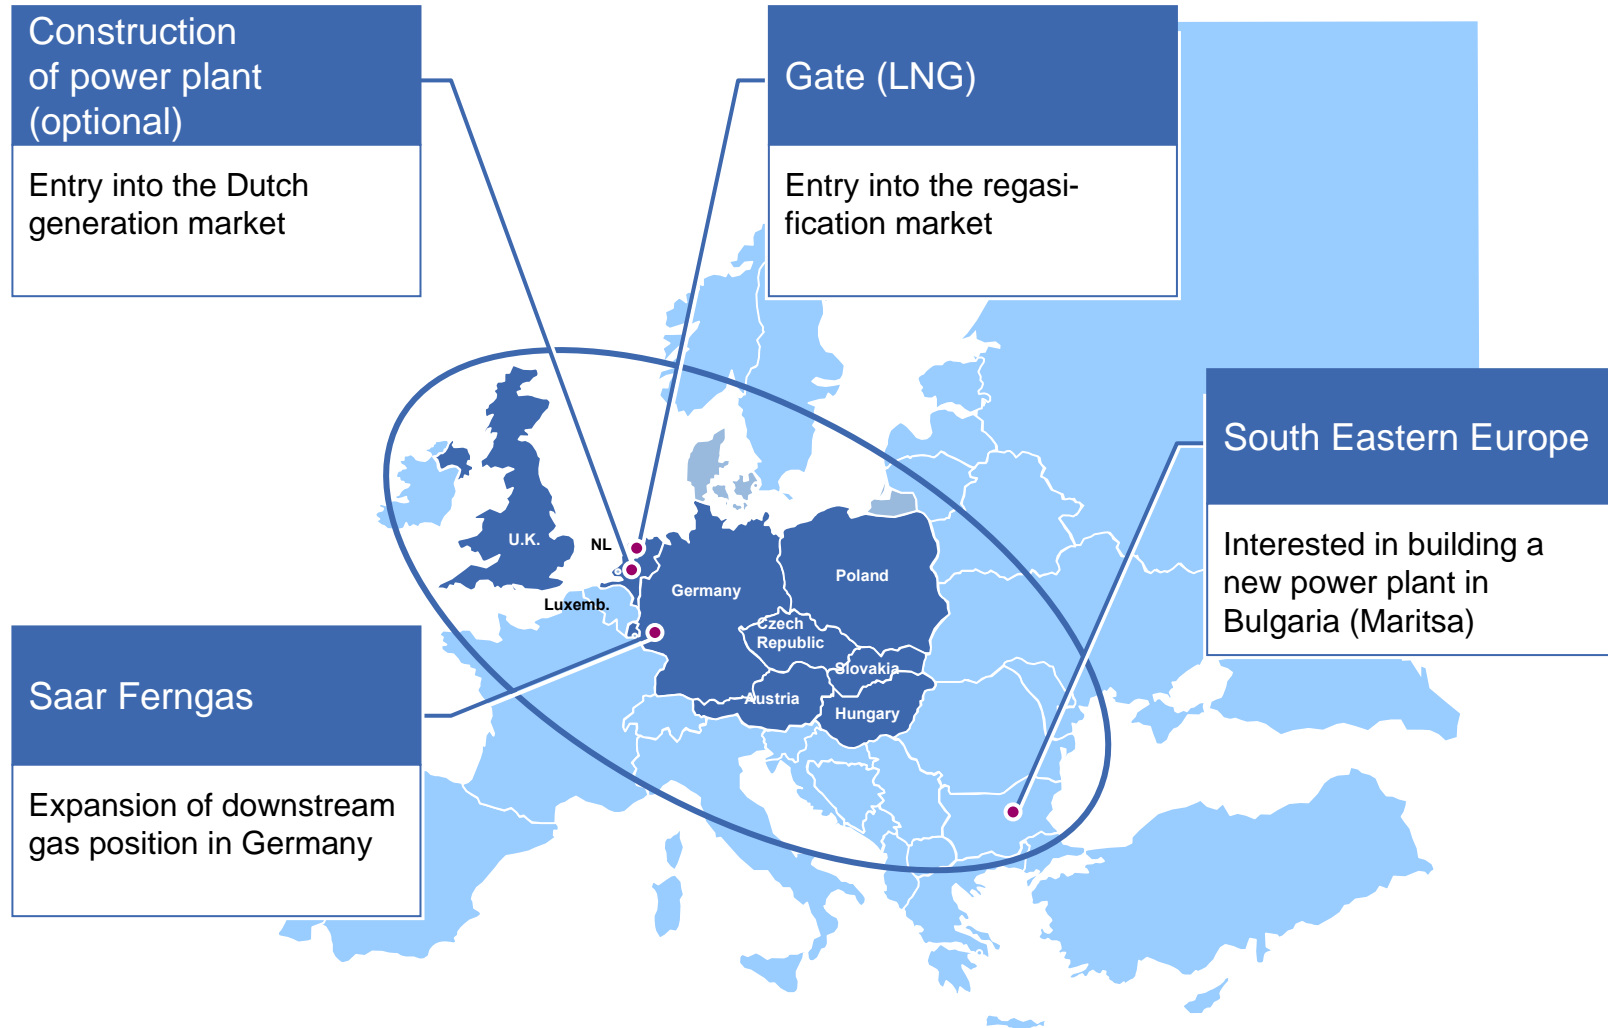 Construction
of power plant
(optional)
Entry into the Dutch
generation market
Gate (LNG)
Entry into the regasi-
fication market
South Eastern Europe
Interested in building a
new power plant in
Bulgaria (Maritsa)
Saar Ferngas
Expansion of downstream
gas position in Germany
U.K.
NL
Luxemb.
Germany
Poland
Czech
Republic
Slovakia
Austria
Hungary